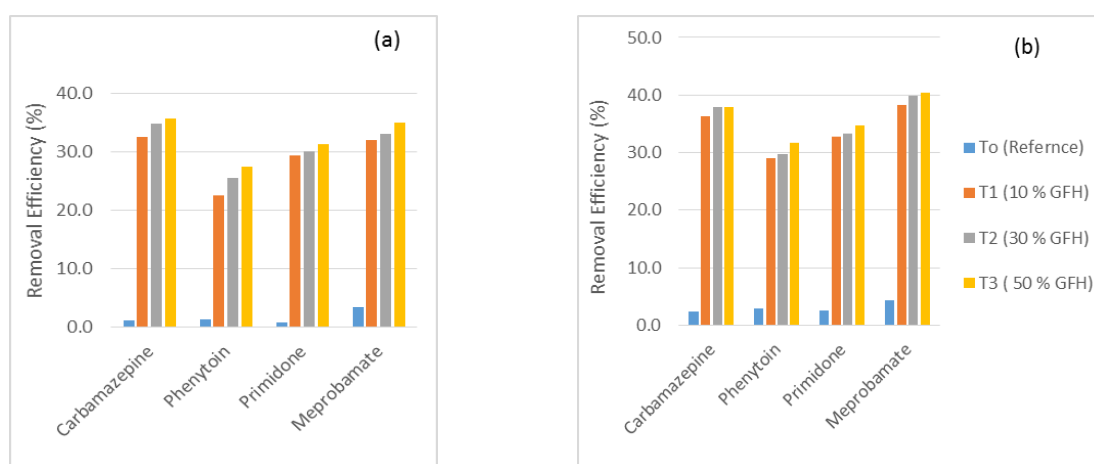 (a)
Removal Efficiency (%)
40.0
30.0
20.0
10.0
0.0
Carbamazepine
Phenytoin
Primidone
Meprobamate
(b)
Removal Efficiency (%)
50.0
40.0
30.0
20.0
10.0
0.0
Carbamazepine
Phenytoin
Primidone
Meprobamate
To (Refernce)
T1 (10 % GFH)
T2 (30 % GFH)
T3 ( 50 % GFH)